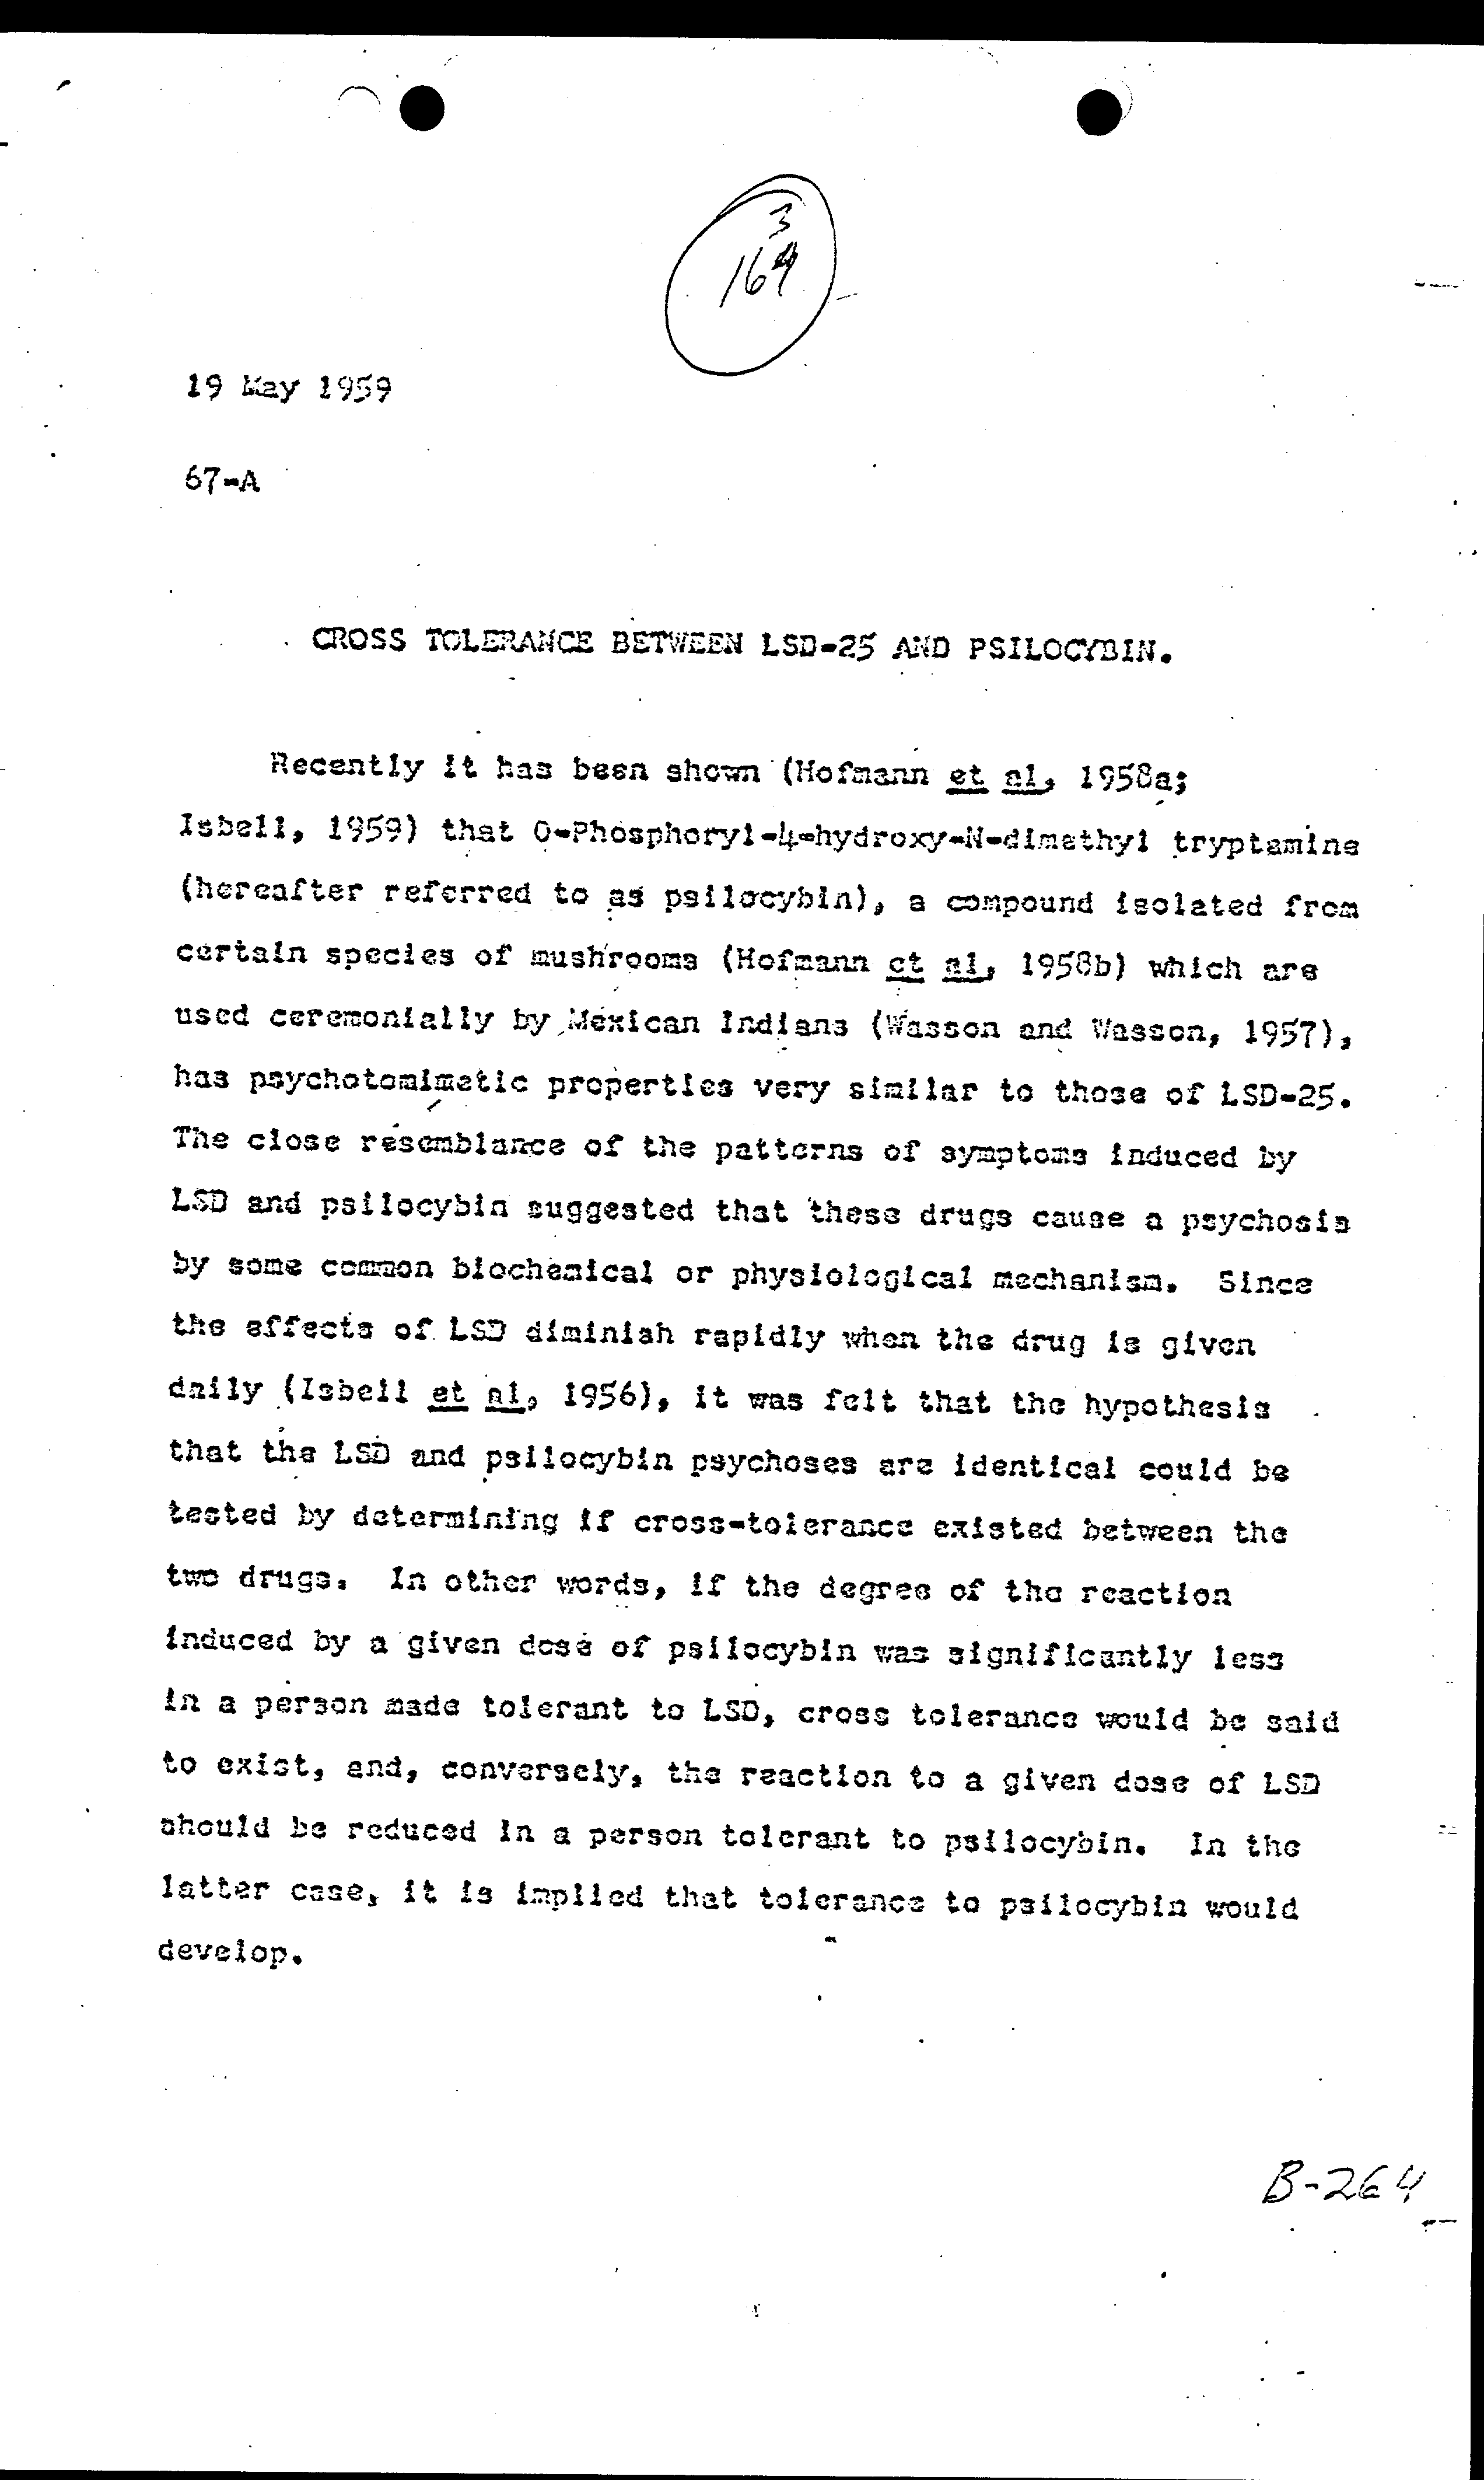 3
164
19 May 1959
67-A
CROSS TOLERANCE BETWEEN LSD-25 AND PSILOCYBIN.
Recently it has been shown (Hofmann et al, 1958a;
Isbell, 1959) that O-Phosphoryl-4-hydroxy-N-dimethyl tryptamine
(hereafter referred to as psilocybin), a compound isolated from
certain species of mushrooms (Hofmann et al, 1958b) which are
used ceremonially by Mexican Indians (Wasson and Wasson, 1957),
has psychotomimetic properties very similar to those of LSD-25.
The close resemblance of the patterns of symptoms induced by
LSD and psilocybin suggested that these drugs cause a psychosis
by some common biochemical or physiological mechanism. Since
the effects of LSD diminish rapidly when the drug is given
daily (Isbell et al, 1956), it was felt that the hypothesis
that the LSD and psilocybin psychoses are identical could be
tested by determining if cross-tolerance existed between the
two drugs. In other words, if the degree of the reaction
induced by a given dose of psilocybin was significantly less
in a person made tolerant to LSD, cross tolerance would be said
to exist, and, conversely, the reaction to a given dose of LSD
should be reduced in a person tolerant to psilocybin. In the
latter case, it is implied that tolerance to psilocybin would
develop.
B-264